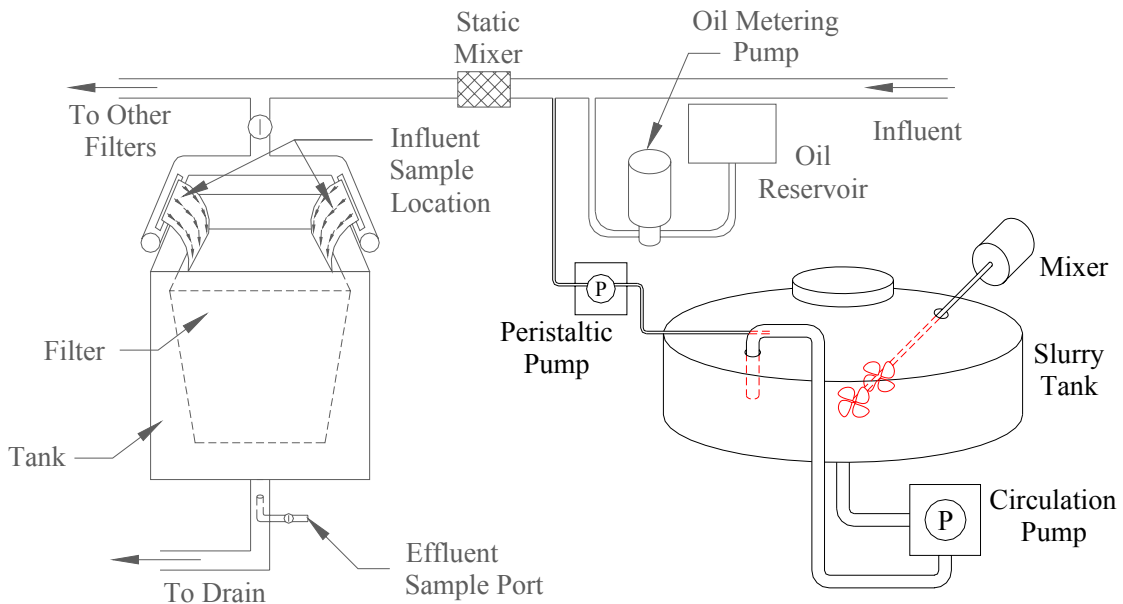 Static
Mixer
Oil Metering
Pump
To Other
Filters
Influent
Sample
Location
Influent
Oil
Reservoir
Mixer
P
Peristaltic
Pump
Slurry
Tank
Filter
Tank
P
Circulation
Pump
Effluent
Sample Port
To Drain